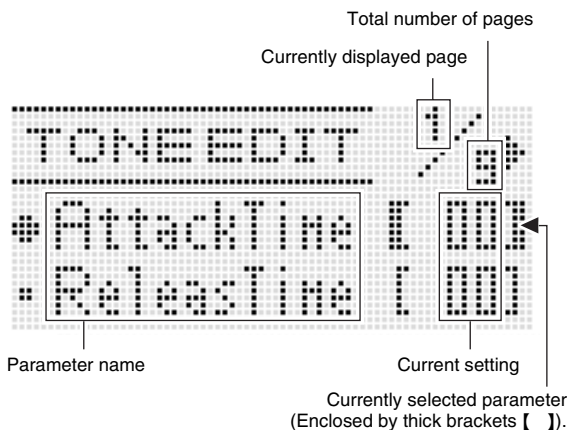 Total number of pages
Currently displayed page
TONE EDIT 1/9
AttackTime【 00】
ReleasTime [ 00]
Parameter name
Current setting
Currently selected parameter
(Enclosed by thick brackets【 】).